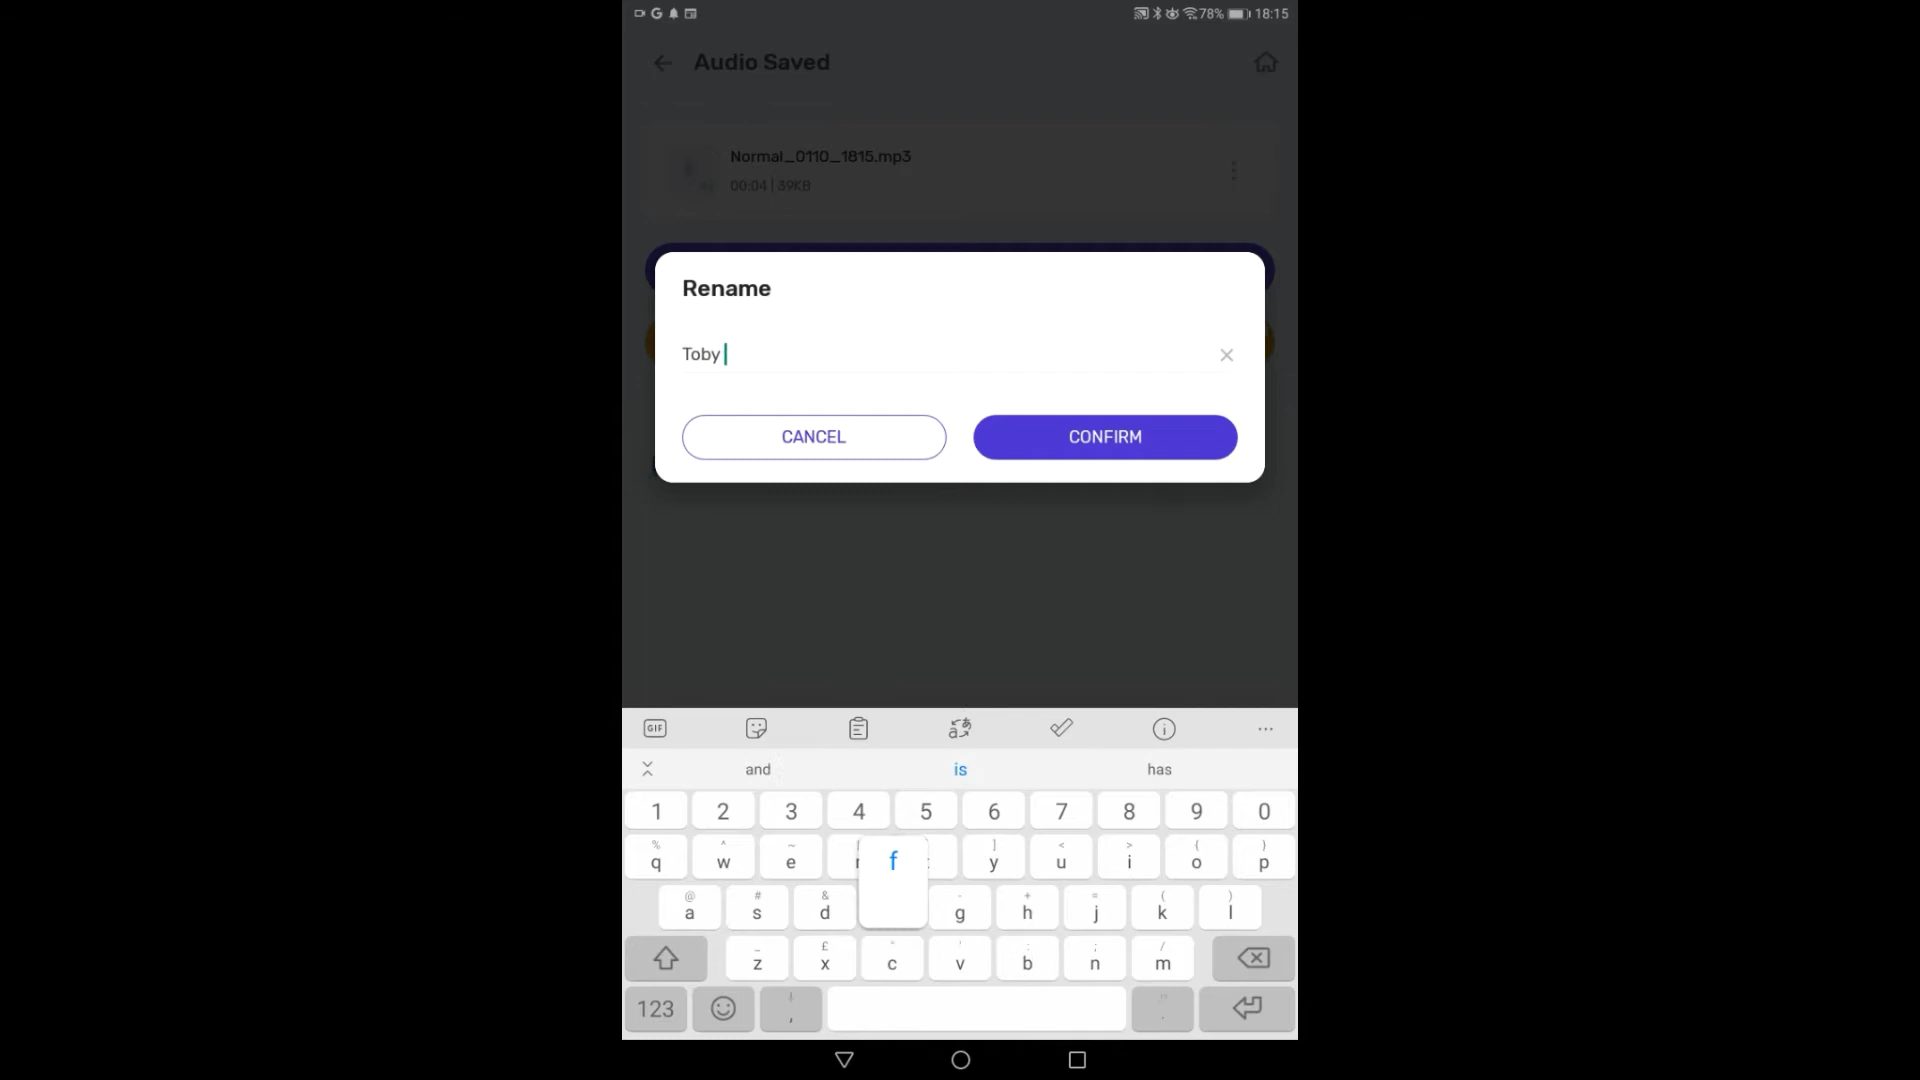 78% 18:15
Audio Saved
Normal_0110_1815.mp3
00:04 | 39KB
Rename
Toby
CANCEL
CONFIRM
GIF
and is has
1 2 3 4 5 6 7 8 9 0
% ^ ~ ] < > { }
q w e f y u i o p
@ # & - + = ( )
a s d g h j k l
_ £ " ' : ; /
z x c v b n m
123 ! , .